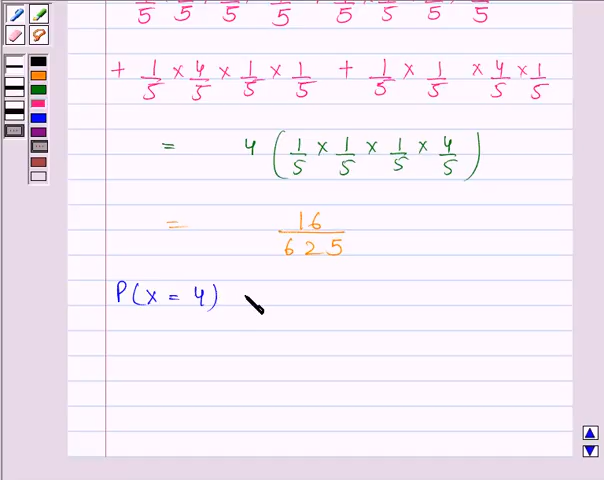 + 1/5 × 4/5 × 1/5 × 1/5 + 1/5 × 1/5 × 4/5 × 1/5
= 4 ( 1/5 × 1/5 × 1/5 × 4/5 )
= 16/625
P(x = 4)